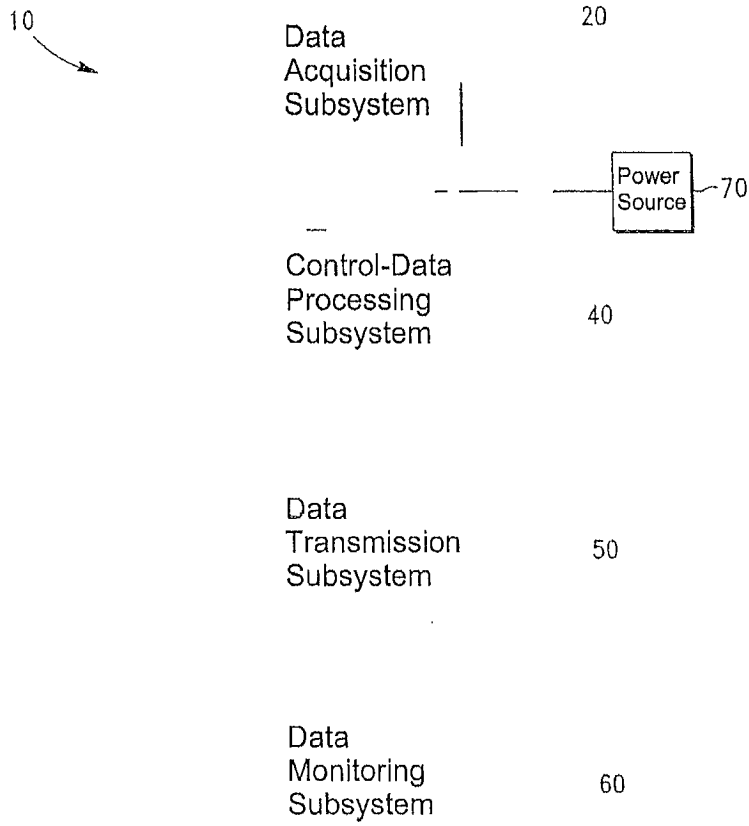 10
Data
Acquisition
Subsystem
20
Power
Source
70
Control-Data
Processing
Subsystem
40
Data
Transmission
Subsystem
50
Data
Monitoring
Subsystem
60